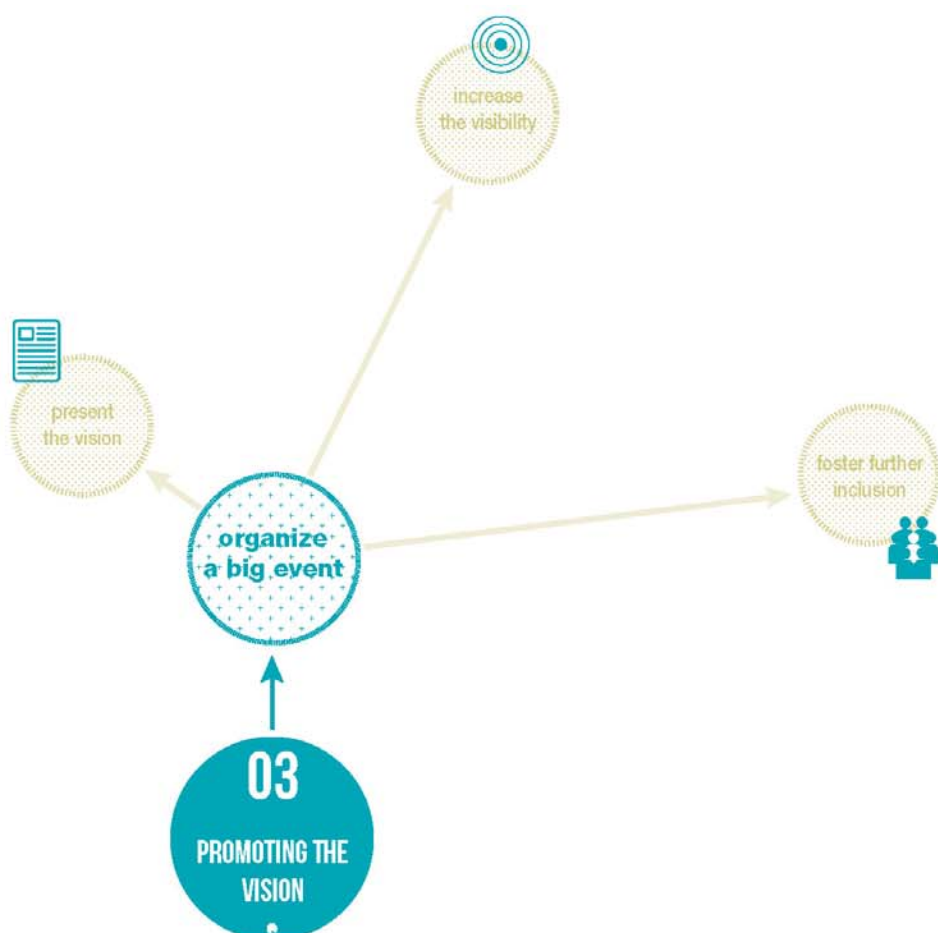 increase
the visibility
present
the vision
foster further
inclusion
organize
a big event
03
PROMOTING THE
VISION